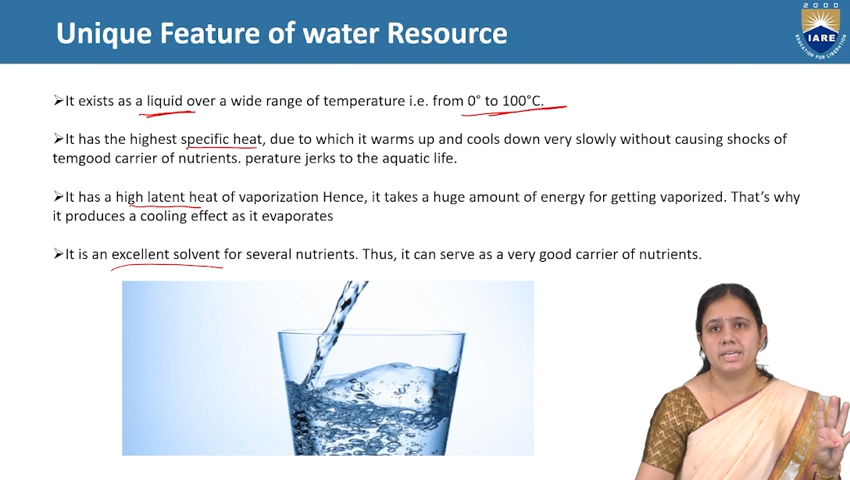 Unique Feature of water Resource
2000
IARE
EDUCATION FOR LIBERATION
➢It exists as a liquid over a wide range of temperature i.e. from 0° to 100°C.
➢It has the highest specific heat, due to which it warms up and cools down very slowly without causing shocks of
temgood carrier of nutrients. perature jerks to the aquatic life.
➢It has a high latent heat of vaporization Hence, it takes a huge amount of energy for getting vaporized. That's why
it produces a cooling effect as it evaporates
➢It is an excellent solvent for several nutrients. Thus, it can serve as a very good carrier of nutrients.